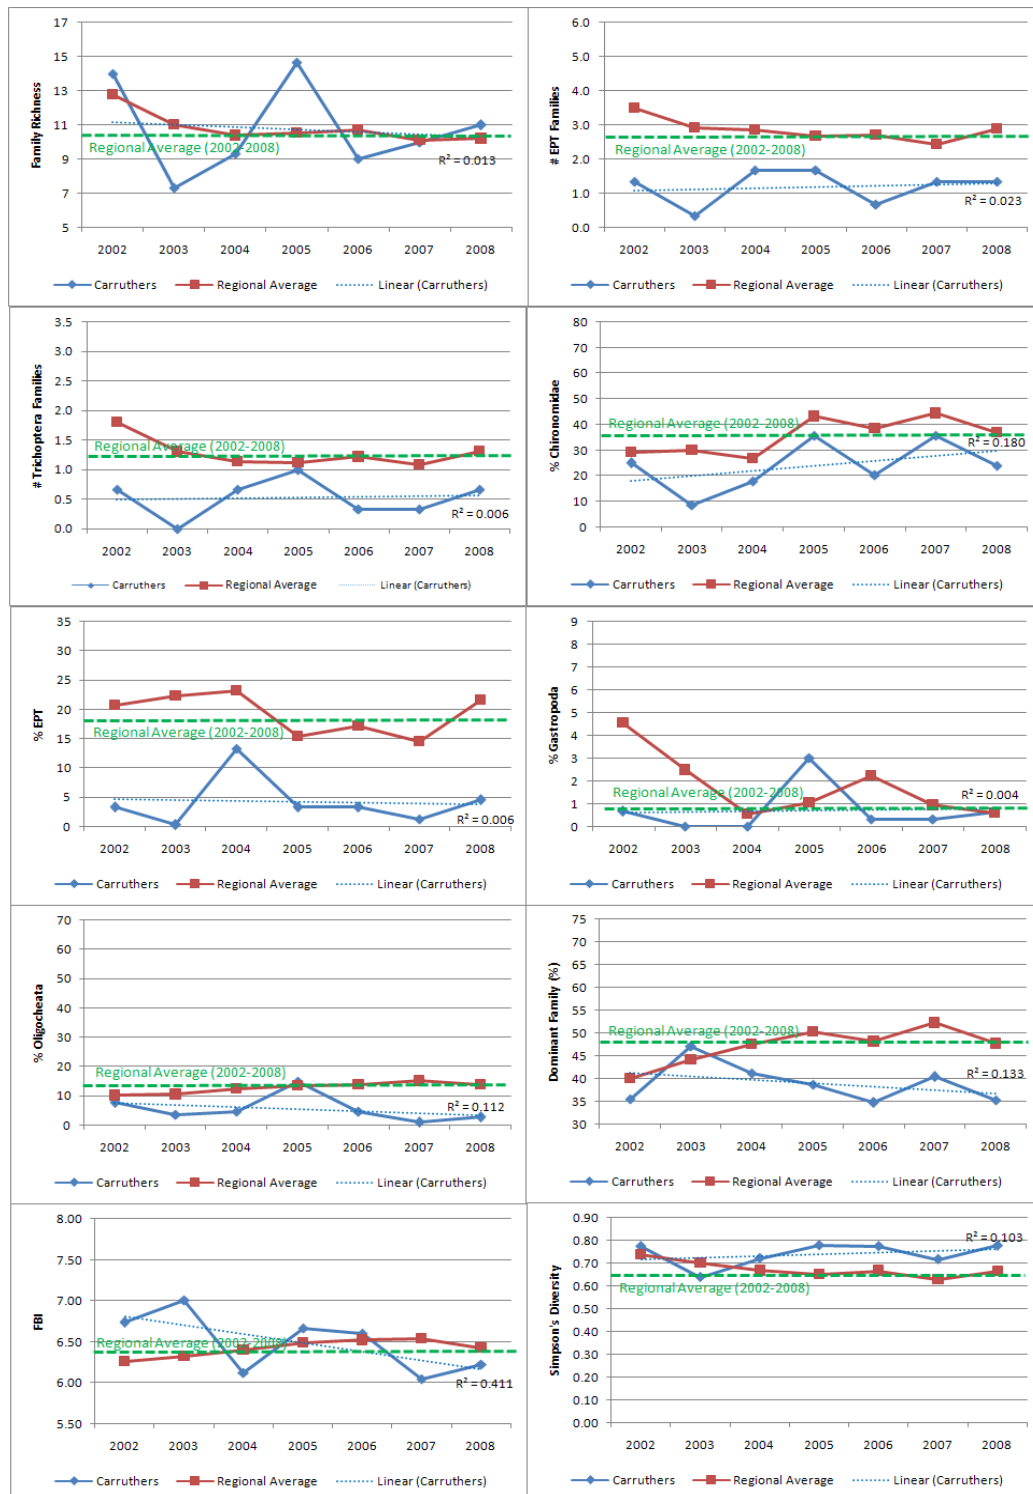 17
15
13
11
9
7
5
Family Richness
Regional Average (2002-2008)
R² = 0.013
2002 2003 2004 2005 2006 2007 2008
Carruthers Regional Average Linear (Carruthers)
6.0
5.0
4.0
3.0
2.0
1.0
0.0
# EPT Families
Regional Average (2002-2008)
R² = 0.023
2002 2003 2004 2005 2006 2007 2008
Carruthers Regional Average Linear (Carruthers)
3.5
3.0
2.5
2.0
1.5
1.0
0.5
0.0
# Trichoptera Families
Regional Average (2002-2008)
R² = 0.006
2002 2003 2004 2005 2006 2007 2008
Carruthers Regional Average Linear (Carruthers)
80
70
60
50
40
30
20
10
0
% Chironomidae
Regional Average (2002-2008)
R² = 0.180
2002 2003 2004 2005 2006 2007 2008
Carruthers Regional Average Linear (Carruthers)
35
30
25
20
15
10
5
0
% EPT
Regional Average (2002-2008)
R² = 0.006
2002 2003 2004 2005 2006 2007 2008
Carruthers Regional Average Linear (Carruthers)
9
8
7
6
5
4
3
2
1
0
% Gastropoda
Regional Average (2002-2008)
R² = 0.004
2002 2003 2004 2005 2006 2007 2008
Carruthers Regional Average Linear (Carruthers)
70
60
50
40
30
20
10
0
% Oligocheata
Regional Average (2002-2008)
R² = 0.112
2002 2003 2004 2005 2006 2007 2008
Carruthers Regional Average Linear (Carruthers)
75
70
65
60
55
50
45
40
35
30
Dominant Family (%)
Regional Average (2002-2008)
R² = 0.133
2002 2003 2004 2005 2006 2007 2008
Carruthers Regional Average Linear (Carruthers)
8.00
7.50
7.00
6.50
6.00
5.50
FBI
Regional Average (2002-2008)
R² = 0.411
2002 2003 2004 2005 2006 2007 2008
Carruthers Regional Average Linear (Carruthers)
0.90
0.80
0.70
0.60
0.50
0.40
0.30
0.20
0.10
0.00
Simpson's Diversity
R² = 0.103
Regional Average (2002-2008)
2002 2003 2004 2005 2006 2007 2008
Carruthers Regional Average Linear (Carruthers)